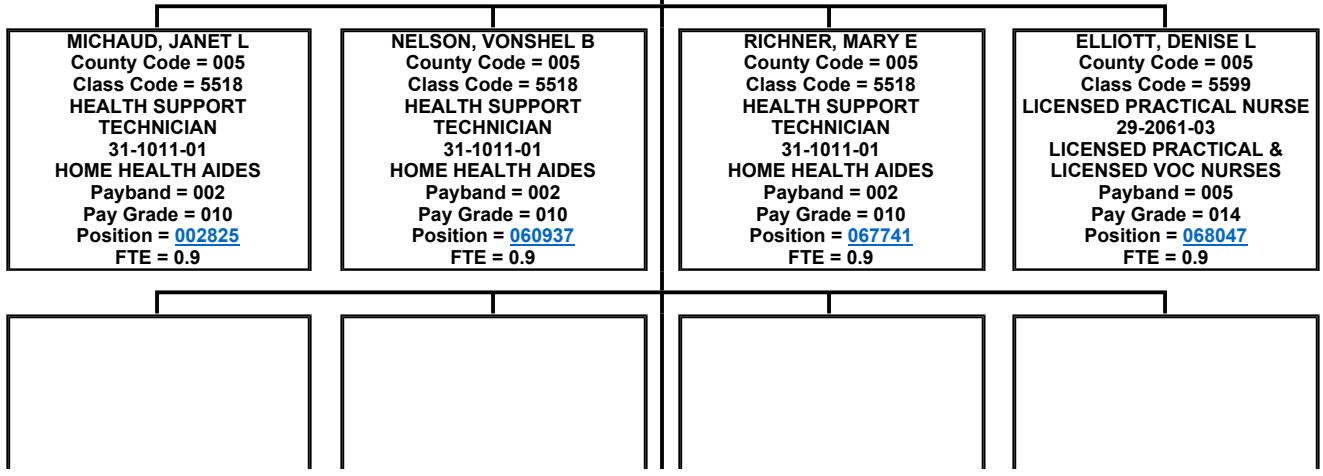 MICHAUD, JANET L
County Code = 005
Class Code = 5518
HEALTH SUPPORT
TECHNICIAN
31-1011-01
HOME HEALTH AIDES
Payband = 002
Pay Grade = 010
Position = 002825
FTE = 0.9
NELSON, VONSHEL B
County Code = 005
Class Code = 5518
HEALTH SUPPORT
TECHNICIAN
31-1011-01
HOME HEALTH AIDES
Payband = 002
Pay Grade = 010
Position = 060937
FTE = 0.9
RICHNER, MARY E
County Code = 005
Class Code = 5518
HEALTH SUPPORT
TECHNICIAN
31-1011-01
HOME HEALTH AIDES
Payband = 002
Pay Grade = 010
Position = 067741
FTE = 0.9
ELLIOTT, DENISE L
County Code = 005
Class Code = 5599
LICENSED PRACTICAL NURSE
29-2061-03
LICENSED PRACTICAL &
LICENSED VOC NURSES
Payband = 005
Pay Grade = 014
Position = 068047
FTE = 0.9